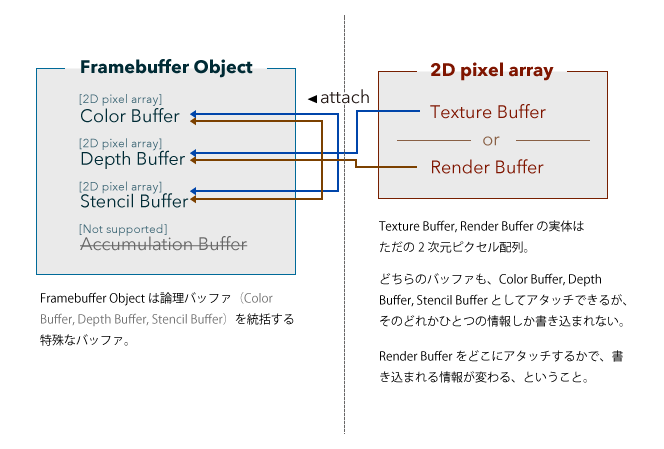 Framebuffer Object
[2D pixel array]
Color Buffer
[2D pixel array]
Depth Buffer
[2D pixel array]
Stencil Buffer
[Not supported]
Accumulation Buffer
Framebuffer Object は論理バッファ（Color
Buffer, Depth Buffer, Stencil Buffer）を統括する
特殊なバッファ。
◀attach
2D pixel array
Texture Buffer
or
Render Buffer
Texture Buffer, Render Buffer の実体は
ただの 2 次元ピクセル配列。
どちらのバッファも、Color Buffer, Depth
Buffer, Stencil Buffer としてアタッチできるが、
そのどれかひとつの情報しか書き込まれない。
Render Buffer をどこにアタッチするかで、書
き込まれる情報が変わる、ということ。